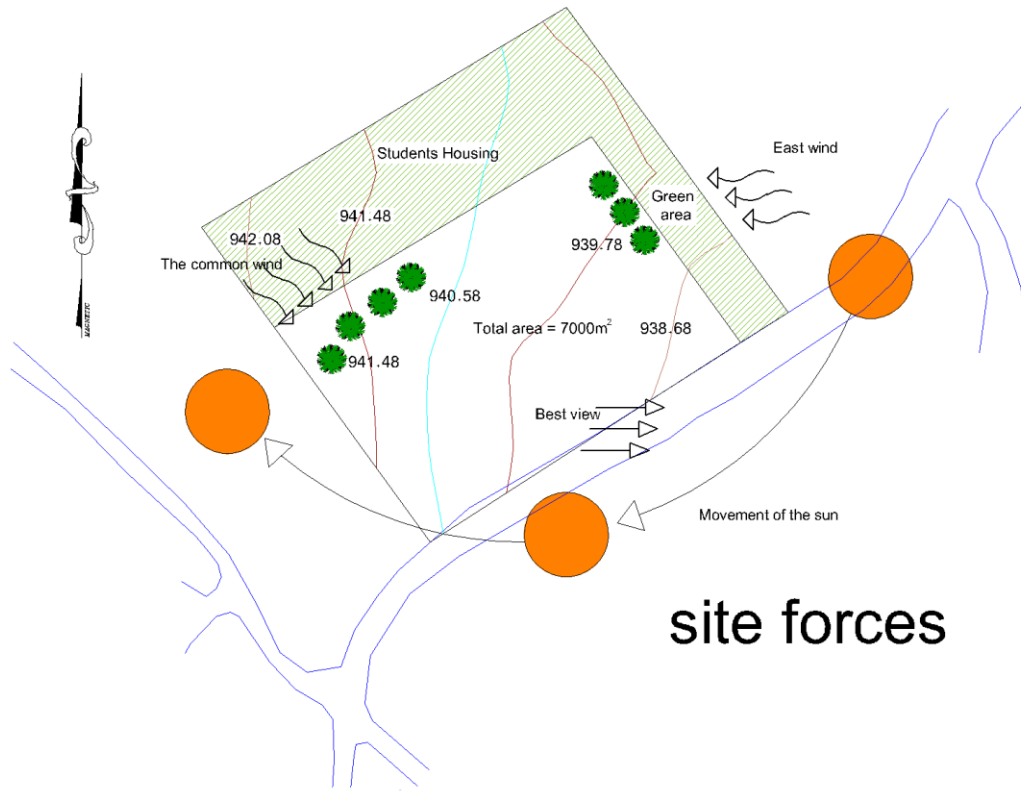 East wind
Students Housing
Green
area
941.48
942.08
939.78
The common wind
940.58
Total area = 7000m²
938.68
941.48
Best view
Movement of the sun
site forces
MAGNETIC